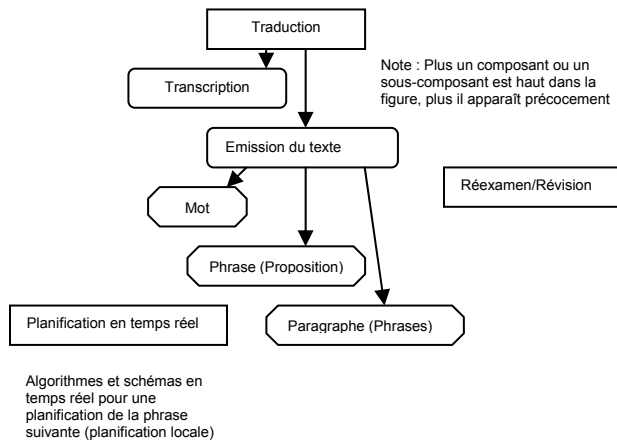 Traduction
Transcription
Note : Plus un composant ou un
sous-composant est haut dans la
figure, plus il apparaît précocement
Emission du texte
Réexamen/Révision
Mot
Phrase (Proposition)
Planification en temps réel
Paragraphe (Phrases)
Algorithmes et schémas en
temps réel pour une
planification de la phrase
suivante (planification locale)